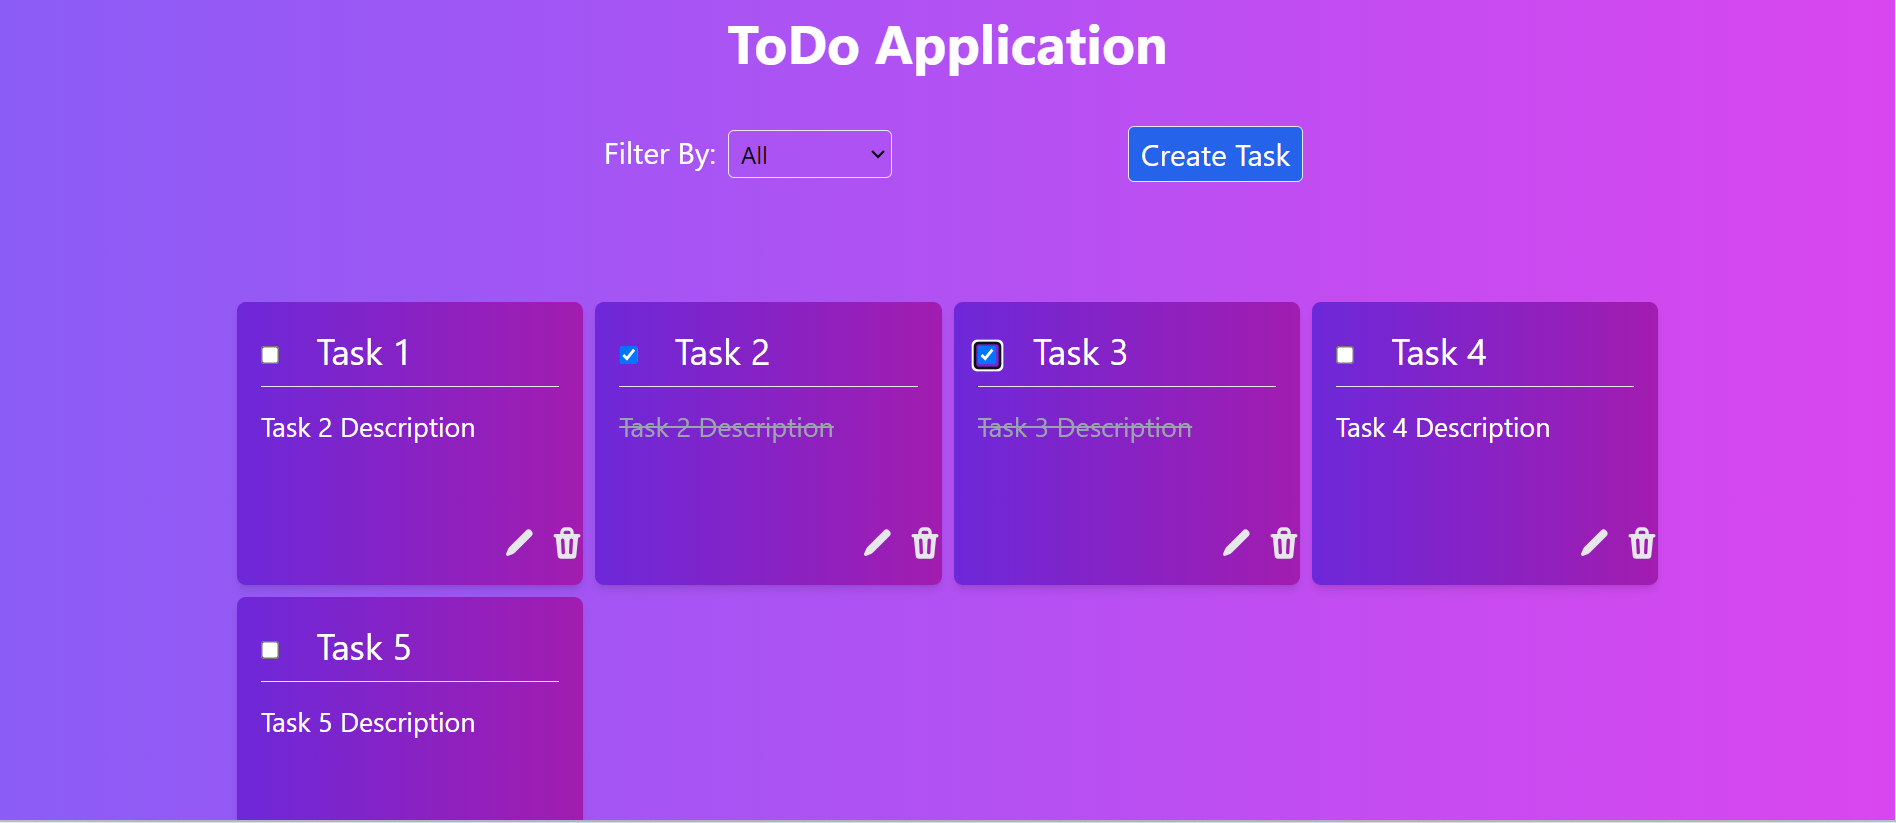 ToDo Application
Filter By: All
Create Task
Task 1
Task 2 Description
Task 2
Task 2 Description
Task 3
Task 3 Description
Task 4
Task 4 Description
Task 5
Task 5 Description